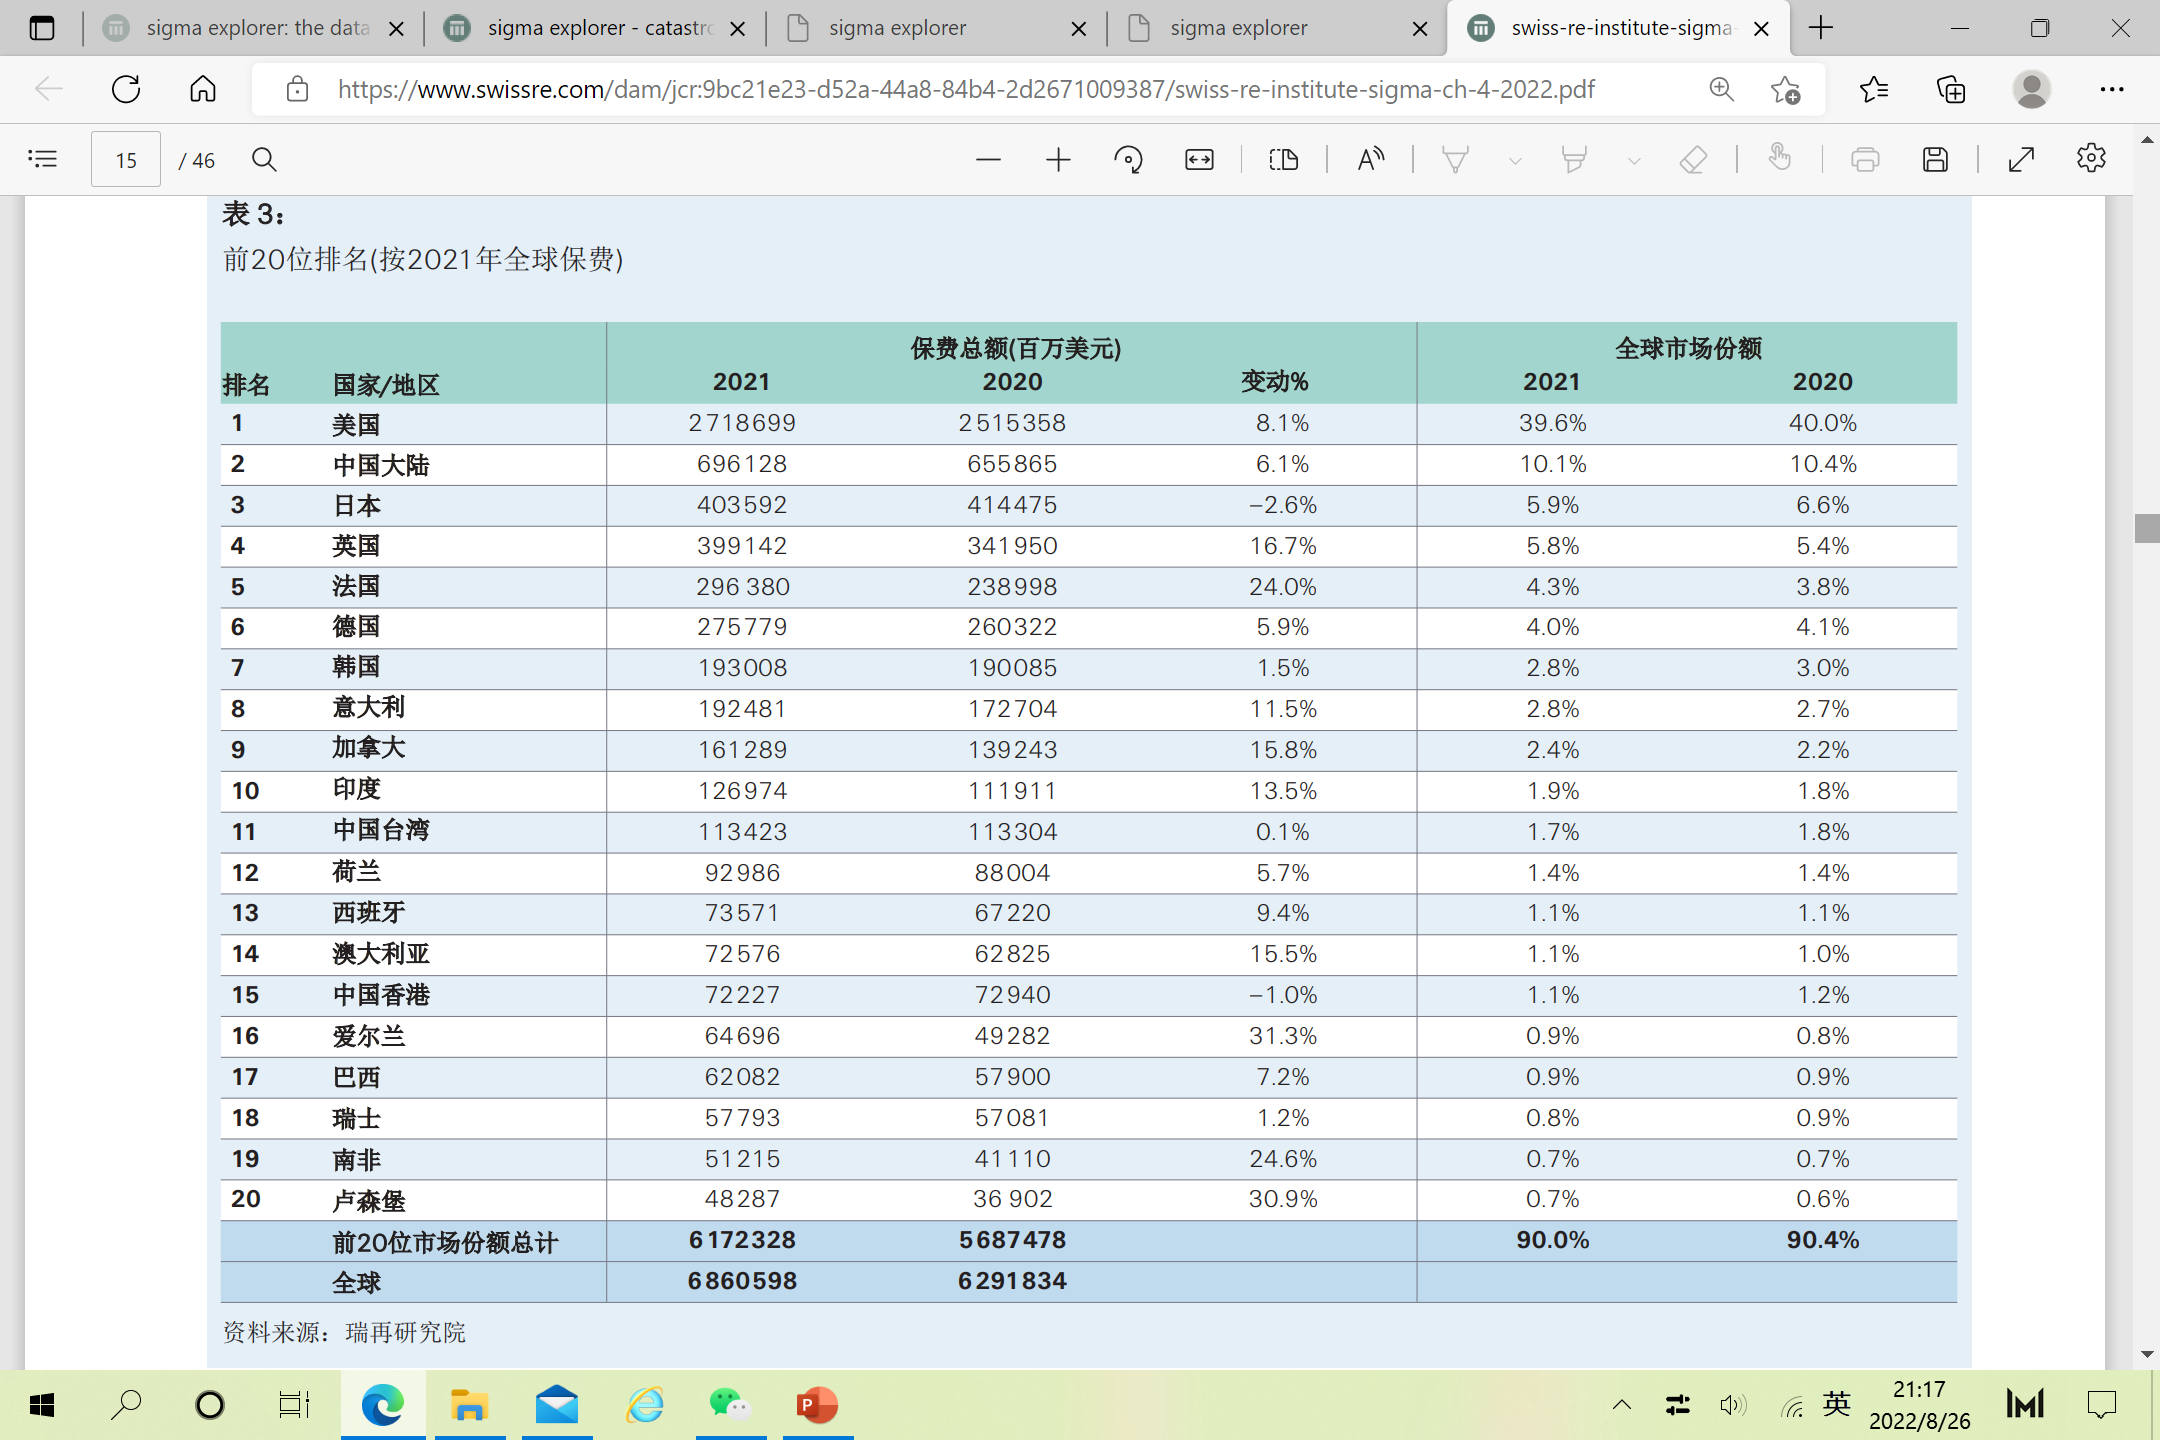 sigma explorer: the data
sigma explorer - catastro
sigma explorer
sigma explorer
swiss-re-institute-sigma-
https://www.swissre.com/dam/jcr:9bc21e23-d52a-44a8-84b4-2d2671009387/swiss-re-institute-sigma-ch-4-2022.pdf
15 / 46
表 3：
前20位排名(按2021年全球保费)
保费总额(百万美元) 全球市场份额
排名 国家/地区 2021 2020 变动% 2021 2020
1 美国 2718699 2515358 8.1% 39.6% 40.0%
2 中国大陆 696128 655865 6.1% 10.1% 10.4%
3 日本 403592 414475 –2.6% 5.9% 6.6%
4 英国 399142 341950 16.7% 5.8% 5.4%
5 法国 296 380 238998 24.0% 4.3% 3.8%
6 德国 275779 260322 5.9% 4.0% 4.1%
7 韩国 193008 190085 1.5% 2.8% 3.0%
8 意大利 192481 172704 11.5% 2.8% 2.7%
9 加拿大 161289 139243 15.8% 2.4% 2.2%
10 印度 126974 111911 13.5% 1.9% 1.8%
11 中国台湾 113423 113304 0.1% 1.7% 1.8%
12 荷兰 92986 88004 5.7% 1.4% 1.4%
13 西班牙 73571 67220 9.4% 1.1% 1.1%
14 澳大利亚 72576 62825 15.5% 1.1% 1.0%
15 中国香港 72227 72940 –1.0% 1.1% 1.2%
16 爱尔兰 64696 49282 31.3% 0.9% 0.8%
17 巴西 62082 57900 7.2% 0.9% 0.9%
18 瑞士 57793 57081 1.2% 0.8% 0.9%
19 南非 51215 41110 24.6% 0.7% 0.7%
20 卢森堡 48287 36 902 30.9% 0.7% 0.6%
前20位市场份额总计 6172328 5687478 90.0% 90.4%
全球 6860598 6291834
资料来源：瑞再研究院
英
21:17
2022/8/26